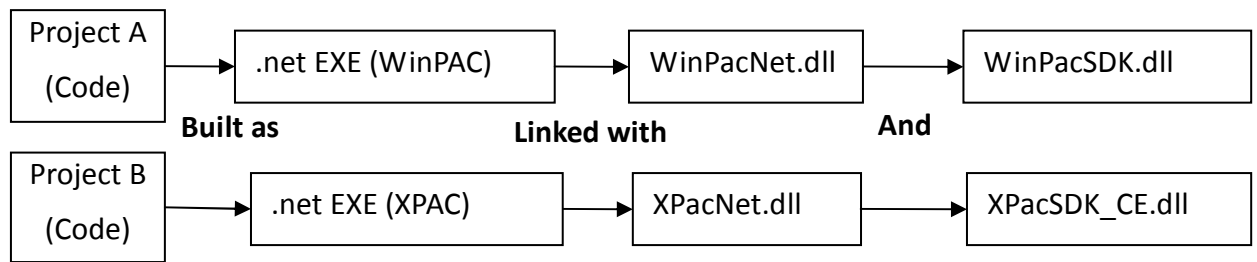 Project A
(Code)
.net EXE (WinPAC)
WinPacNet.dll
WinPacSDK.dll
Built as
Linked with
And
Project B
(Code)
.net EXE (XPAC)
XPacNet.dll
XPacSDK_CE.dll